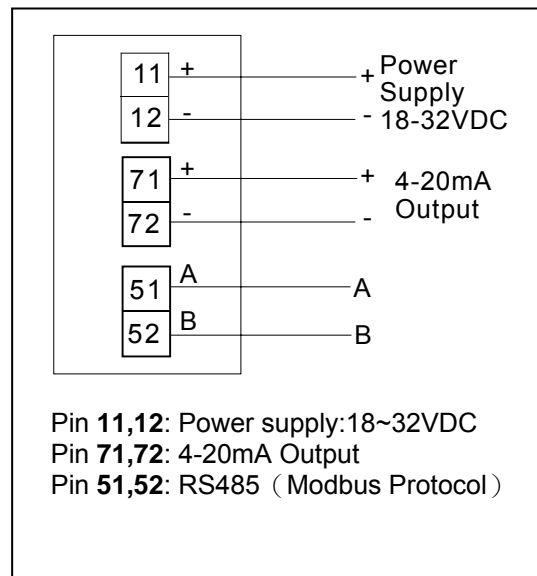 11 + + Power
Supply
12 - - 18-32VDC
71 + + 4-20mA
Output
72 - -
51 A A
52 B B
Pin 11,12: Power supply:18~32VDC
Pin 71,72: 4-20mA Output
Pin 51,52: RS485（Modbus Protocol）